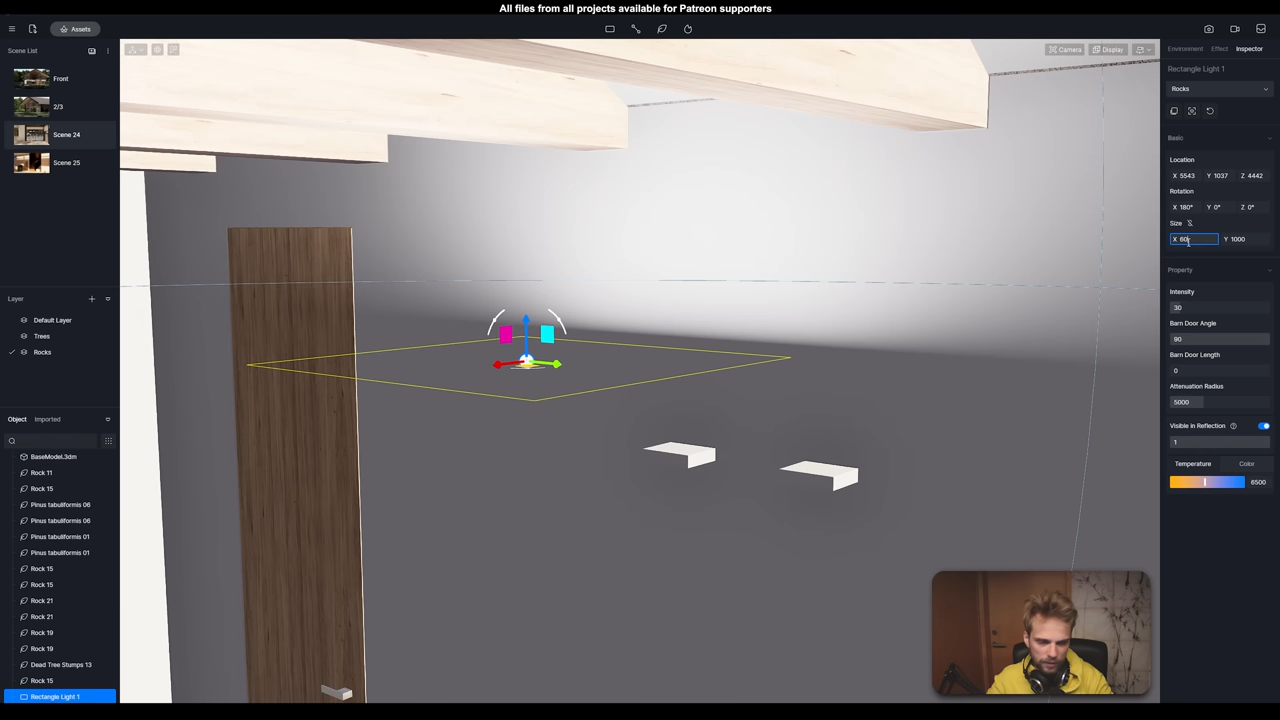 All files from all projects available for Patreon supporters
Assets
Scene List
Front
2/3
Scene 24
Scene 25
Layer
Default Layer
Trees
Rocks
Object Imported
BaseModel.3dm
Rock 11
Rock 15
Pinus tabuliformis 06
Pinus tabuliformis 06
Pinus tabuliformis 01
Pinus tabuliformis 01
Rock 15
Rock 15
Rock 21
Rock 21
Rock 19
Rock 19
Dead Tree Stumps 13
Rock 15
Rectangle Light 1
Camera Display
Environment Effect Inspector
Rectangle Light 1
Rocks
Basic
Location
X 5543 Y 1037 Z 4442
Rotation
X 180° Y 0° Z 0°
Size
X 60 Y 1000
Property
Intensity
30
Barn Door Angle
90
Barn Door Length
0
Attenuation Radius
5000
Visible in Reflection
1
Temperature Color
6500